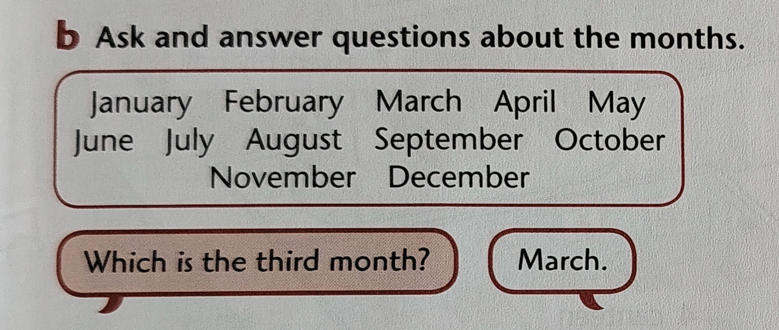 b Ask and answer questions about the months.
January February March April May
June July August September October
November December
Which is the third month? March.